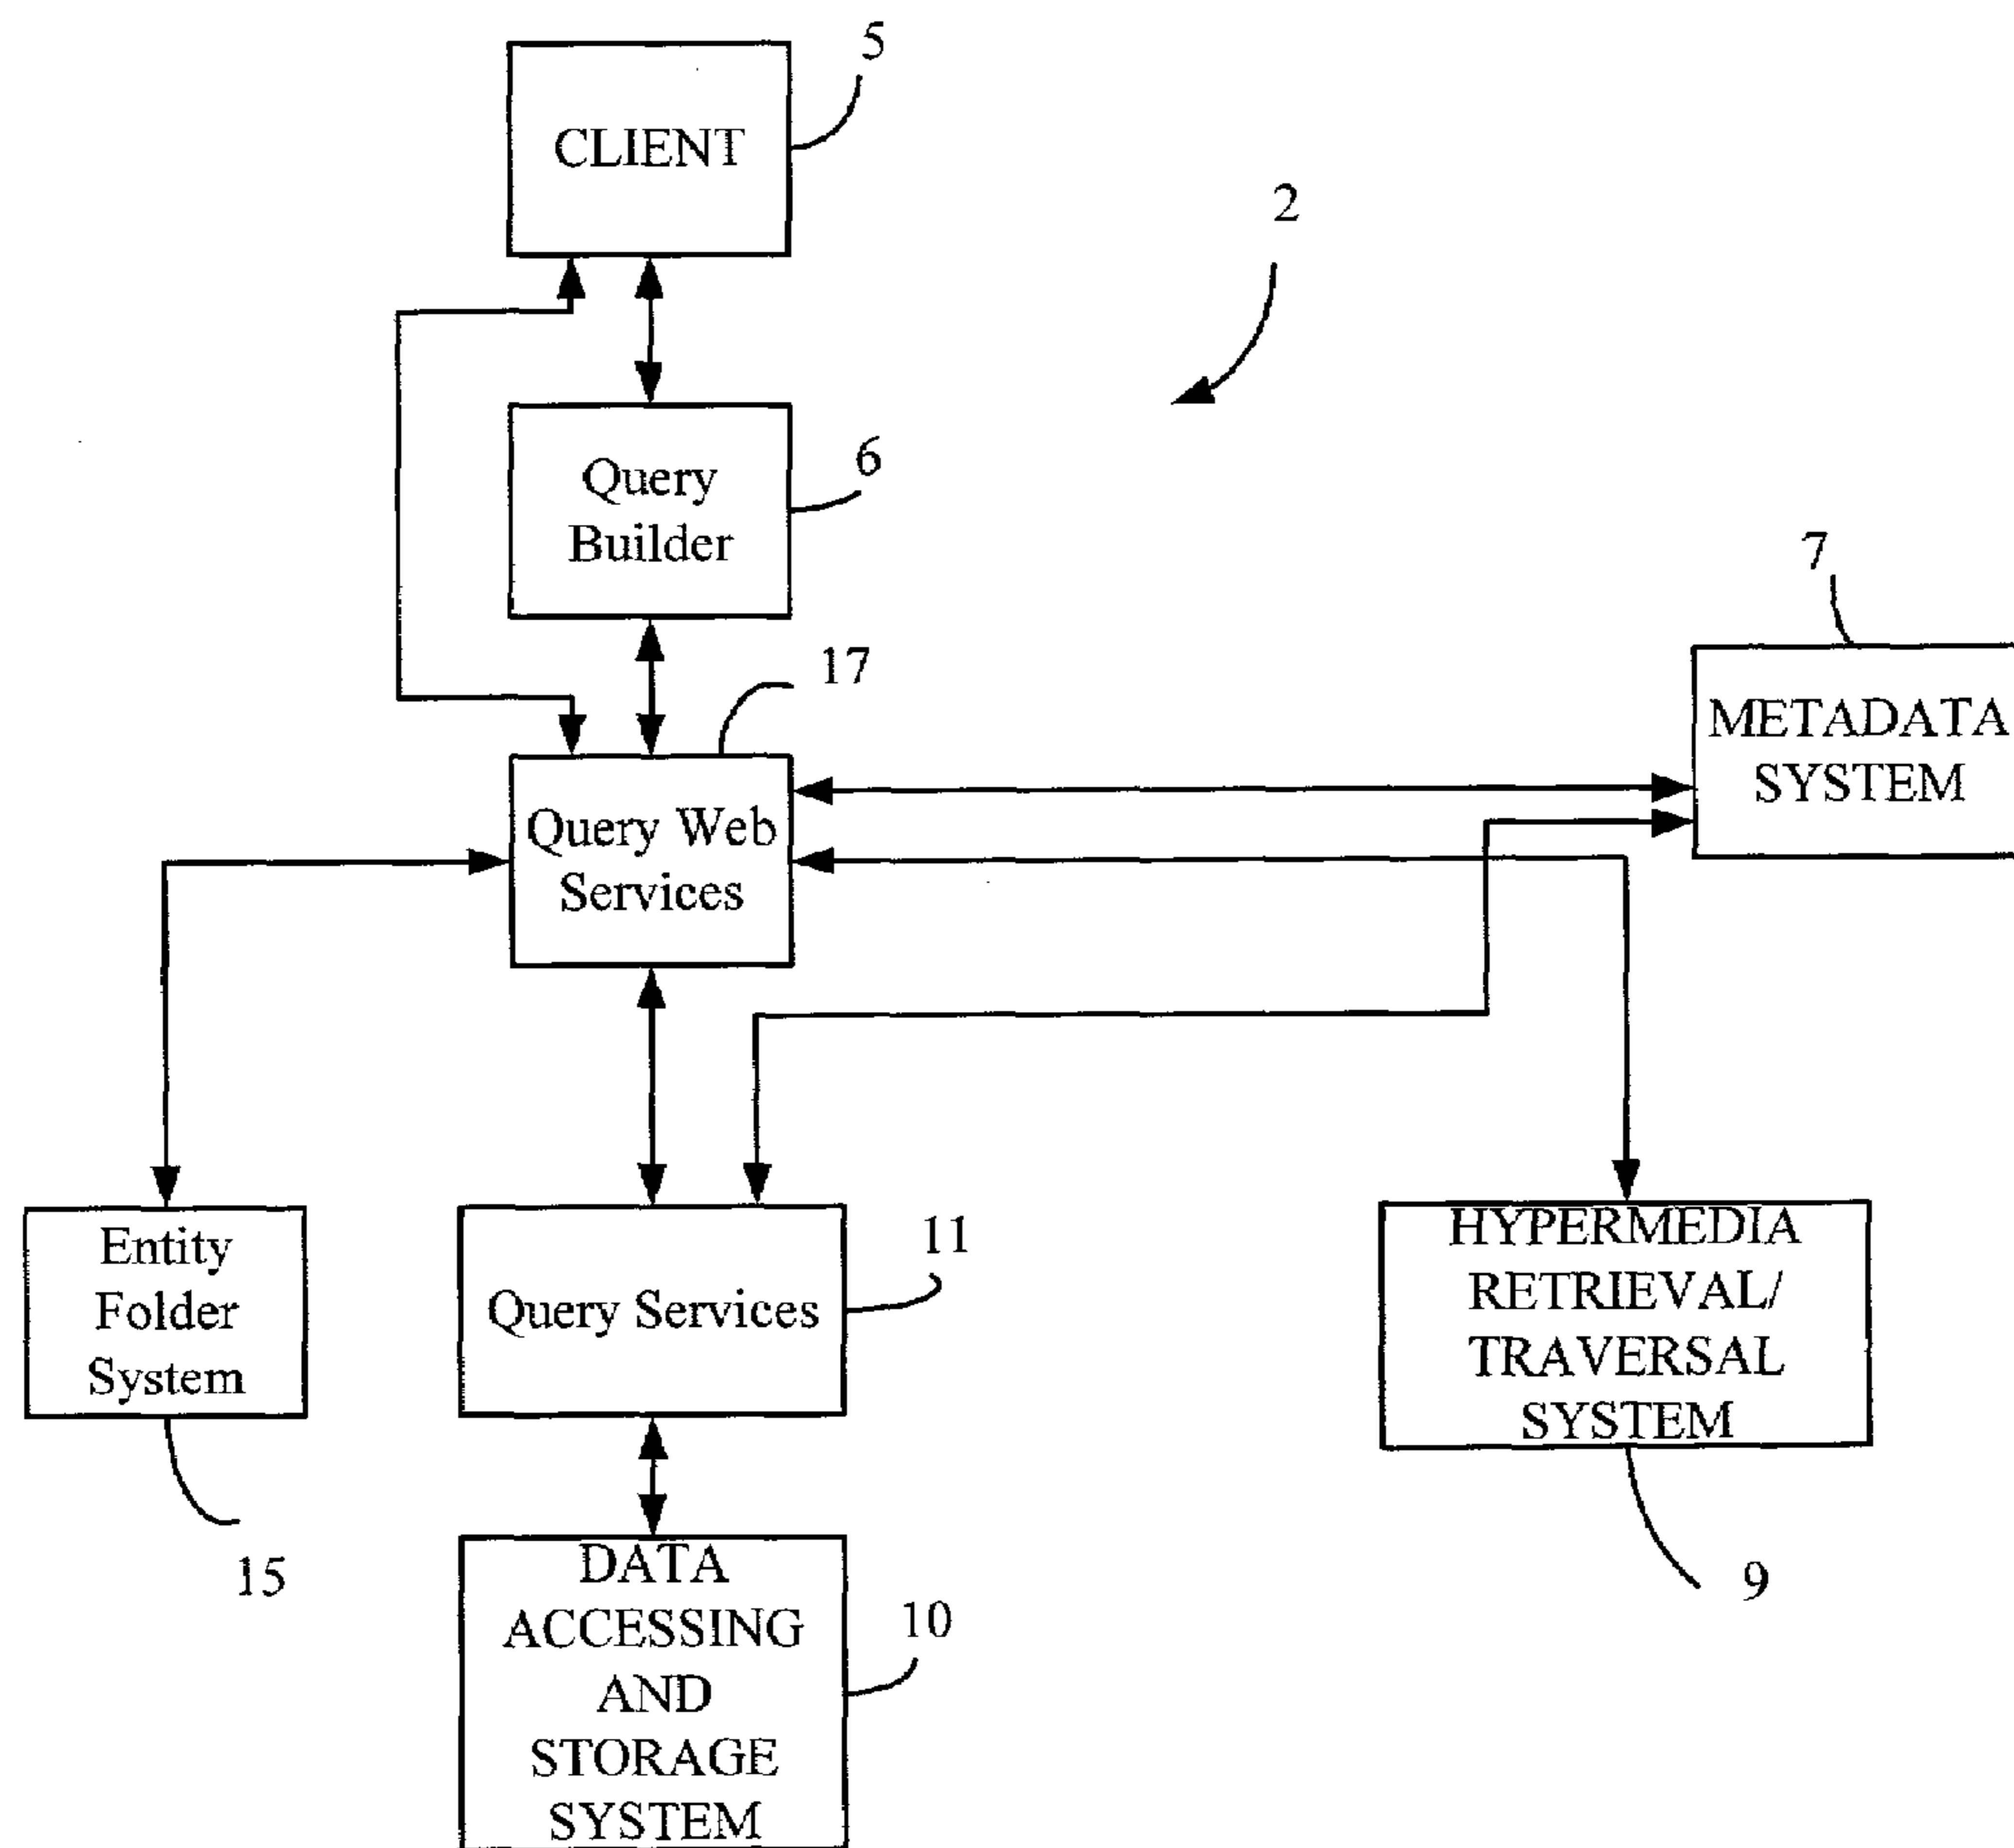 5
CLIENT
2
6
Query
Builder
7
17
METADATA
SYSTEM
Query Web
Services
Entity
Folder
System
11
Query Services
HYPERMEDIA
RETRIEVAL/
TRAVERSAL
SYSTEM
15
9
DATA
ACCESSING
AND
STORAGE
SYSTEM
10